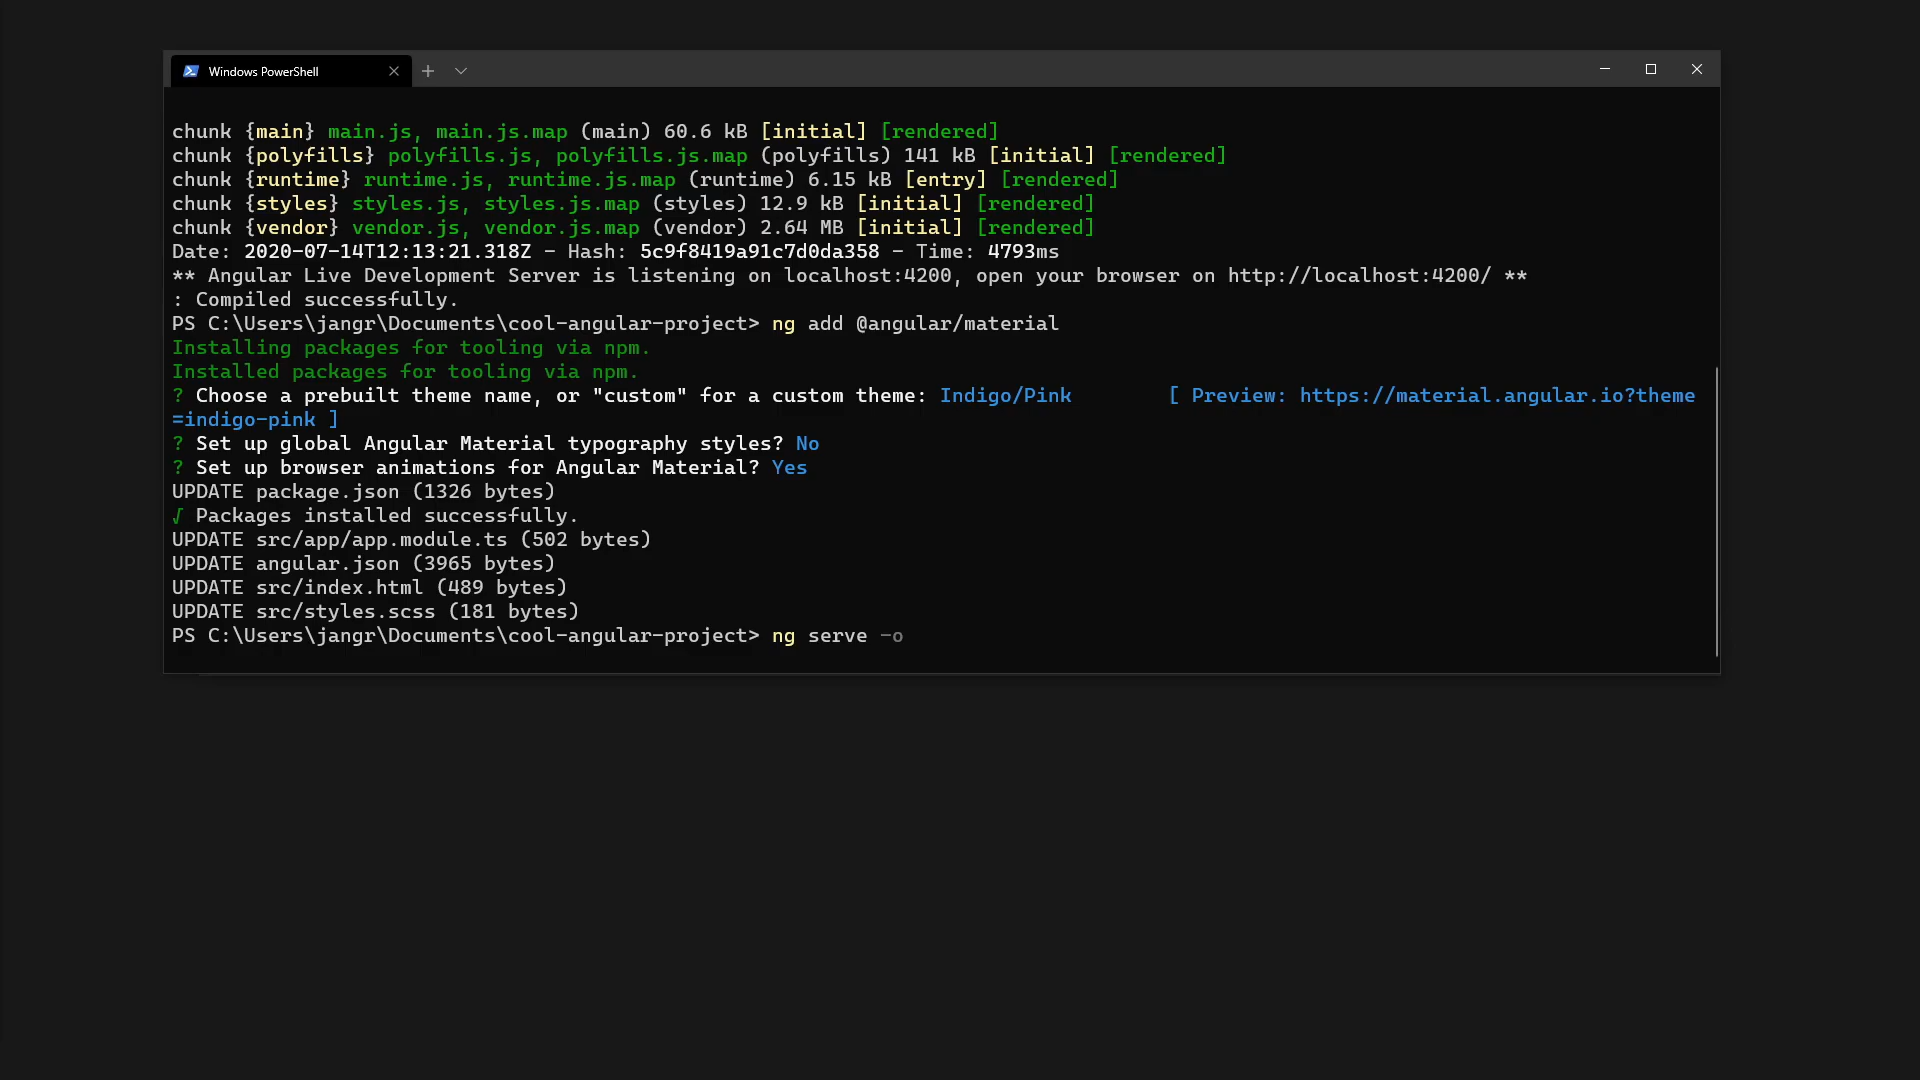 Windows PowerShell
chunk {main} main.js, main.js.map (main) 60.6 kB [initial] [rendered]
chunk {polyfills} polyfills.js, polyfills.js.map (polyfills) 141 kB [initial] [rendered]
chunk {runtime} runtime.js, runtime.js.map (runtime) 6.15 kB [entry] [rendered]
chunk {styles} styles.js, styles.js.map (styles) 12.9 kB [initial] [rendered]
chunk {vendor} vendor.js, vendor.js.map (vendor) 2.64 MB [initial] [rendered]
Date: 2020-07-14T12:13:21.318Z - Hash: 5c9f8419a91c7d0da358 - Time: 4793ms
** Angular Live Development Server is listening on localhost:4200, open your browser on http://localhost:4200/ **
: Compiled successfully.
PS C:\Users\jangr\Documents\cool-angular-project> ng add @angular/material
Installing packages for tooling via npm.
Installed packages for tooling via npm.
? Choose a prebuilt theme name, or "custom" for a custom theme: Indigo/Pink        [ Preview: https://material.angular.io?theme
=indigo-pink ]
? Set up global Angular Material typography styles? No
? Set up browser animations for Angular Material? Yes
UPDATE package.json (1326 bytes)
√ Packages installed successfully.
UPDATE src/app/app.module.ts (502 bytes)
UPDATE angular.json (3965 bytes)
UPDATE src/index.html (489 bytes)
UPDATE src/styles.scss (181 bytes)
PS C:\Users\jangr\Documents\cool-angular-project> ng serve -o